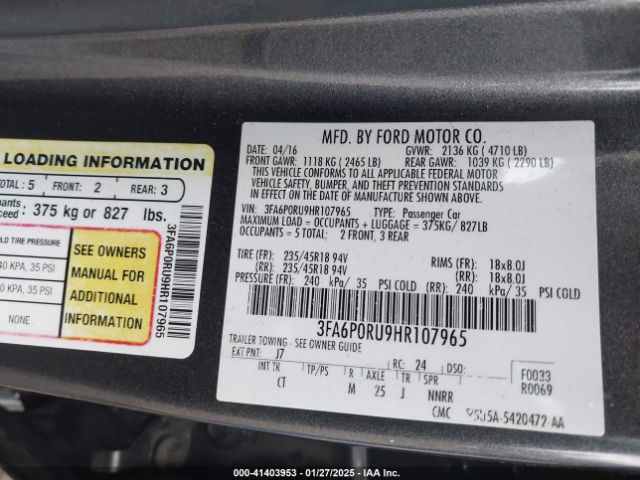 LOADING INFORMATION
TOTAL: 5 FRONT: 2 REAR: 3
375 kg or 827 lbs.
TIRE PRESSURE
KPA, 35 PSI
KPA, 35 PSI
NONE
SEE OWNERS
MANUAL FOR
ADDITIONAL
INFORMATION
3FA6P0RU9HR107965
MFD. BY FORD MOTOR CO.
DATE: 04/16 GVWR: 2136 KG ( 4710 LB)
FRONT GAWR: 1118 KG ( 2465 LB) REAR GAWR: 1039 KG ( 2290 LB)
THIS VEHICLE CONFORMS TO ALL APPLICABLE FEDERAL MOTOR
VEHICLE SAFETY, BUMPER, AND THEFT PREVENTION STANDARDS
IN EFFECT ON THE DATE OF MANUFACTURE SHOWN ABOVE.
VIN: 3FA6P0RU9HR107965 TYPE: Passenger Car
MAXIMUM LOAD = OCCUPANTS + LUGGAGE = 375KG/ 827LB
OCCUPANTS = 5 TOTAL: 2 FRONT, 3 REAR
TIRE (FR): 235/45R18 94V RIMS (FR): 18x8.0J
(RR): 235/45R18 94V (RR): 18x8.0J
PRESSURE (FR): 240 kPa/ 35 PSI COLD (RR): 240 kPa/ 35 PSI COLD
3FA6P0RU9HR107965
TRAILER TOWING - SEE OWNER GUIDE
EXT PNT: J7 RC: 24 DSO: F0033
R0069
INT TR TP/PS R AXLE TR SPR
CT M 25 J NNRR
CMC 5A-5420472-AA
000-41403953 | 01/27/2025 | IAA Inc.